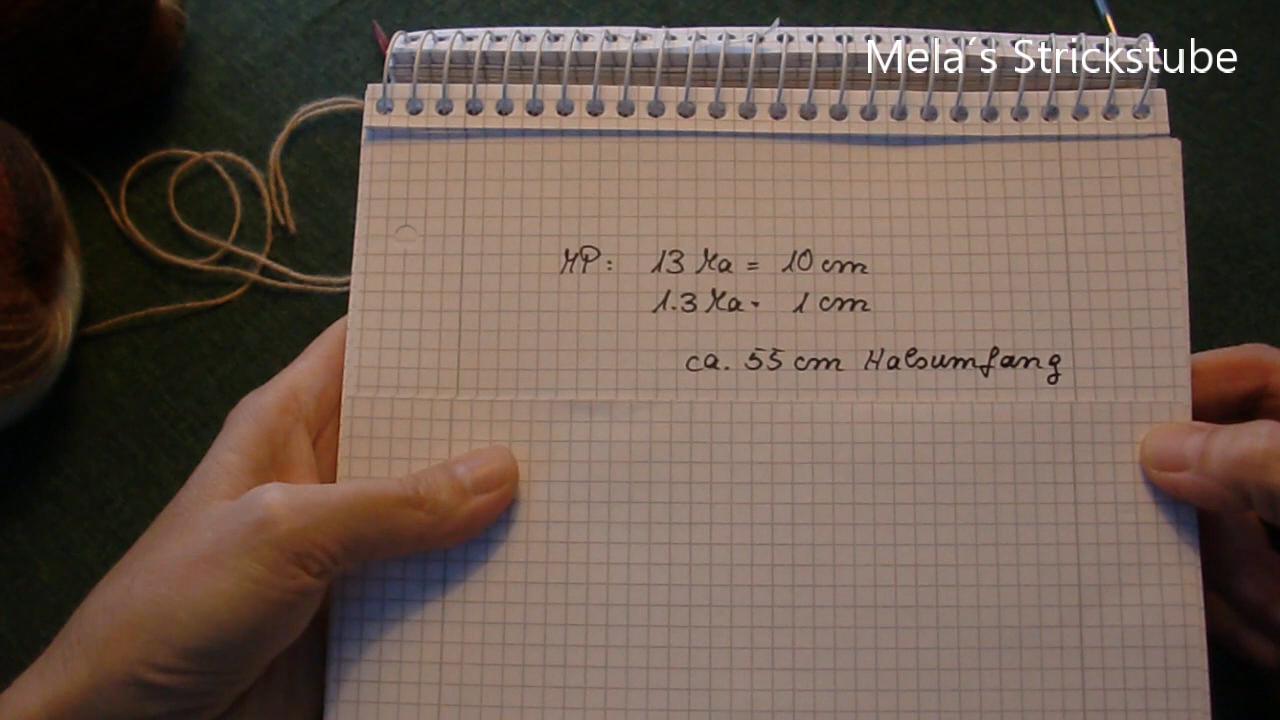 Mela´s Strickstube
MP: 13 Ma = 10 cm
1.3 Ma = 1 cm
ca. 55 cm Halsumfang